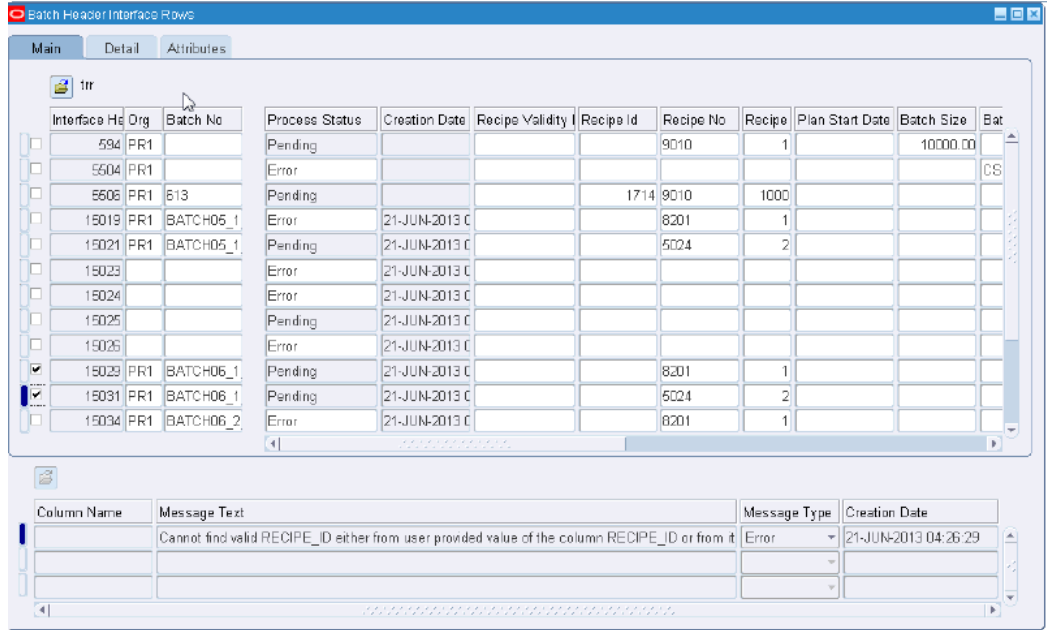 Batch Header Interface Rows
Main Detail Attributes
Interface He Org Batch No Process Status Creation Date Recipe Validity Recipe Id Recipe No Recipe Plan Start Date Batch Size Bat
594 PR1 Pending 9010 1 10000.00
5504 PR1 Error CS
5506 PR1 613 Pending 1714 9010 1000
15019 PR1 BATCH05_1 Error 21-JUN-2013 0 8201 1
15021 PR1 BATCH05_1 Pending 21-JUN-2013 0 5024 2
15023 Error 21-JUN-2013 0
15024 Error 21-JUN-2013 0
15025 Pending 21-JUN-2013 0
15026 Error 21-JUN-2013 0
15029 PR1 BATCH06_1 Pending 21-JUN-2013 0 8201 1
15031 PR1 BATCH06_1 Pending 21-JUN-2013 0 5024 2
15034 PR1 BATCH06_2 Error 21-JUN-2013 0 8201 1
Column Name Message Text Message Type Creation Date
Cannot find valid RECIPE_ID either from user provided value of the column RECIPE_ID or from it Error 21-JUN-2013 04:26:29